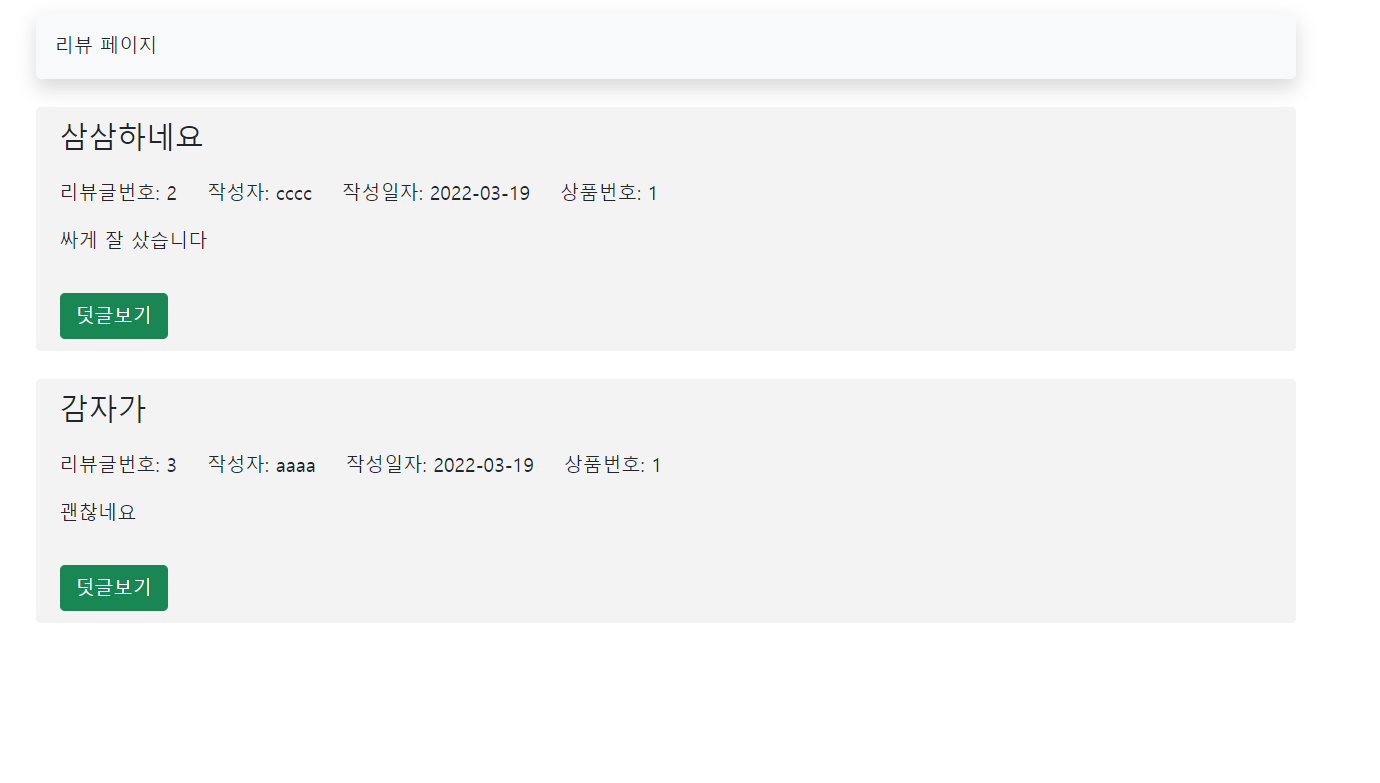 리뷰 페이지
삼삼하네요
리뷰글번호: 2 작성자: cccc 작성일자: 2022-03-19 상품번호: 1
싸게 잘 샀습니다
덧글보기
감자가
리뷰글번호: 3 작성자: aaaa 작성일자: 2022-03-19 상품번호: 1
괜찮네요
덧글보기